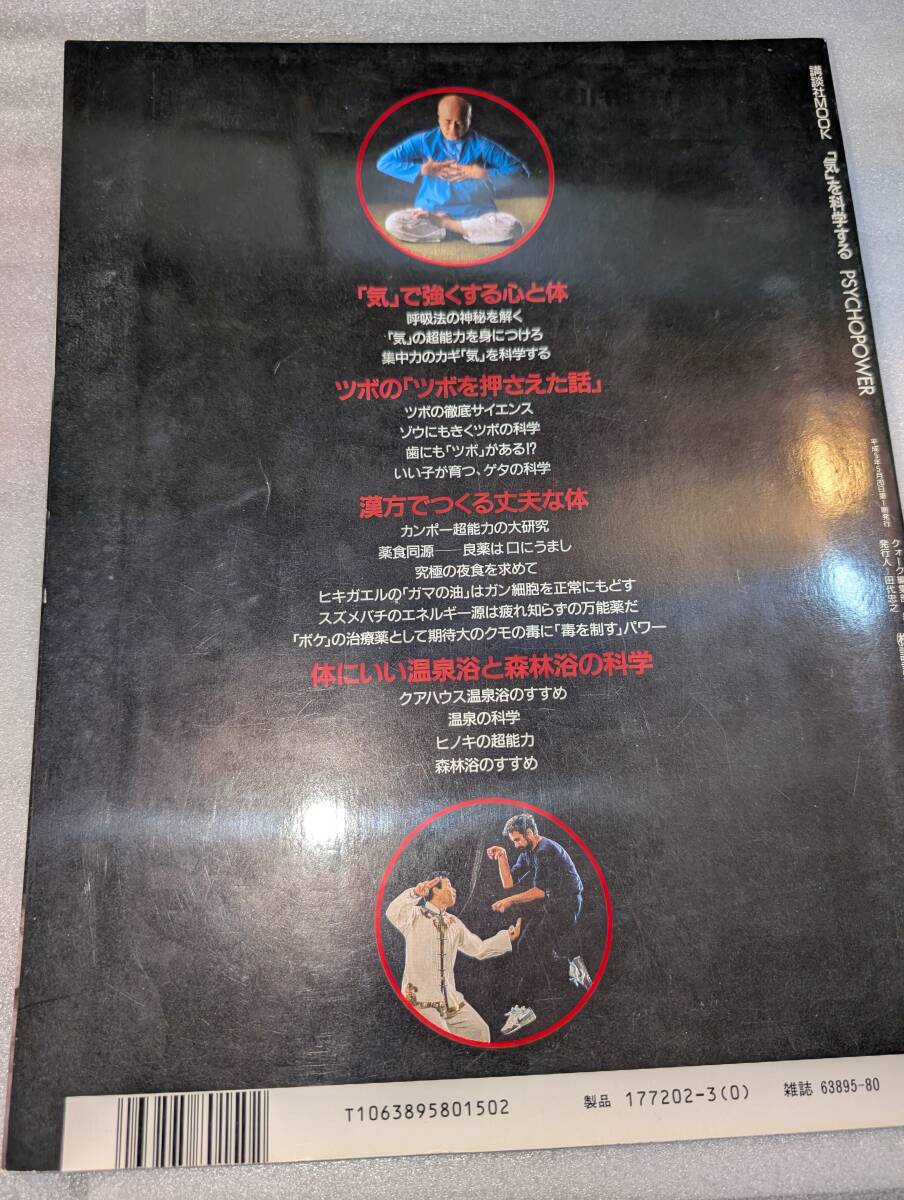 「気」で強くする心と体
呼吸法の神秘を解く
「気」の超能力を身につけろ
集中力のカギ「気」を科学する
ツボの「ツボを押さえた話」
ツボの徹底サイエンス
ゾウにもきくツボの科学
歯にも「ツボ」がある!?
いい子が育つ、ゲタの科学
漢方でつくる丈夫な体
カンポー超能力の大研究
薬食同源──良薬は口にうまし
究極の夜食を求めて
ヒキガエルの「ガマの油」はガン細胞を正常にもどす
スズメバチのエネルギー源は疲れ知らずの万能薬だ
「ボケ」の治療薬として期待大のクモの毒に「毒を制す」パワー
体にいい温泉浴と森林浴の科学
クアハウス温泉浴のすすめ
温泉の科学
ヒノキの超能力
森林浴のすすめ
講談社MOOK 「気」を科学する PSYCHOPOWER
クォーク編集部
発行人―田代忠之
T1063895801502
製品 177202-3(0)
雑誌 63895-80